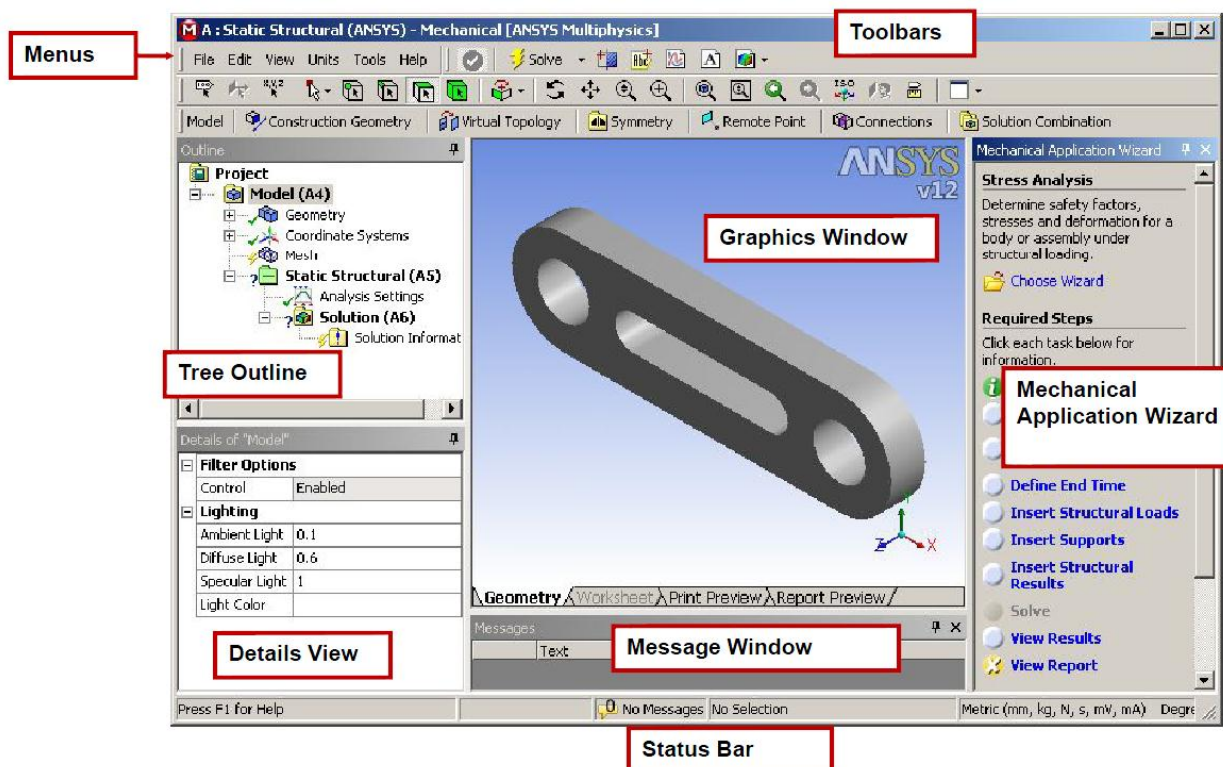 A : Static Structural (ANSYS) - Mechanical [ANSYS Multiphysics]
Toolbars
Menus
File Edit View Units Tools Help Solve
Model Construction Geometry Virtual Topology Symmetry Remote Point Connections Solution Combination
Outline
Project
Model (A4)
Geometry
Coordinate Systems
Mesh
Static Structural (A5)
Analysis Settings
Solution (A6)
Solution Informat
Tree Outline
Details of "Model"
Filter Options
Control Enabled
Lighting
Ambient Light 0.1
Diffuse Light 0.6
Specular Light 1
Light Color
Details View
ANSYS
v12
Graphics Window
Y
Z X
Geometry Worksheet Print Preview Report Preview
Messages
Text
Message Window
Mechanical Application Wizard
Stress Analysis
Determine safety factors,
stresses and deformation for a
body or assembly under
structural loading.
Choose Wizard
Required Steps
Click each task below for
information.
Mechanical
Application Wizard
Define End Time
Insert Structural Loads
Insert Supports
Insert Structural
Results
Solve
View Results
View Report
Press F1 for Help No Messages No Selection Metric (mm, kg, N, s, mV, mA) Degre
Status Bar